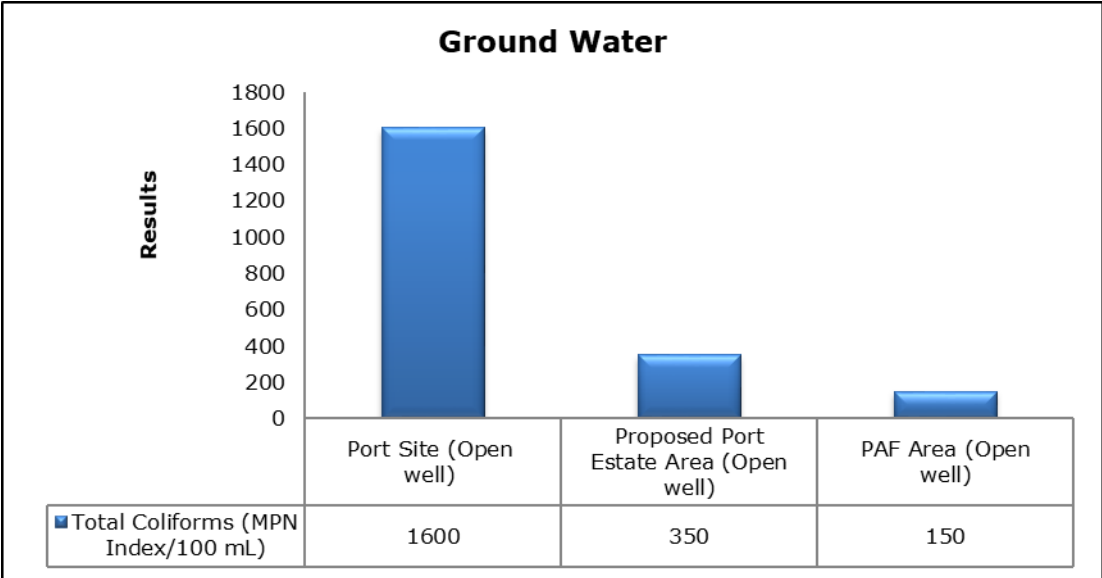 Ground Water
Results
1800
1600
1400
1200
1000
800
600
400
200
0
Port Site (Open
well)
Proposed Port
Estate Area (Open
well)
PAF Area (Open
well)
Total Coliforms (MPN
Index/100 mL)
1600
350
150